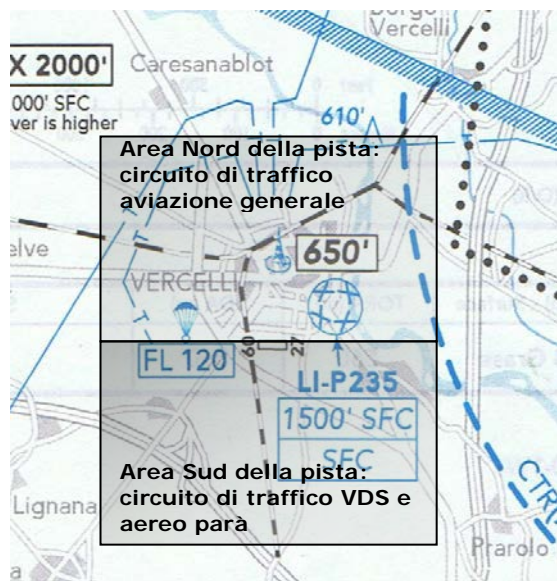 Borgo
Vercelli
X 2000'
Caresanablot
000' SFC
ver is higher
610'
Area Nord della pista:
circuito di traffico
aviazione generale
elve
650'
VERCELLI
09
27
FL 120
LI-P235
1500' SFC
SFC
Area Sud della pista:
circuito di traffico VDS e
aereo parà
Lignana
CTR
Prarolo
a